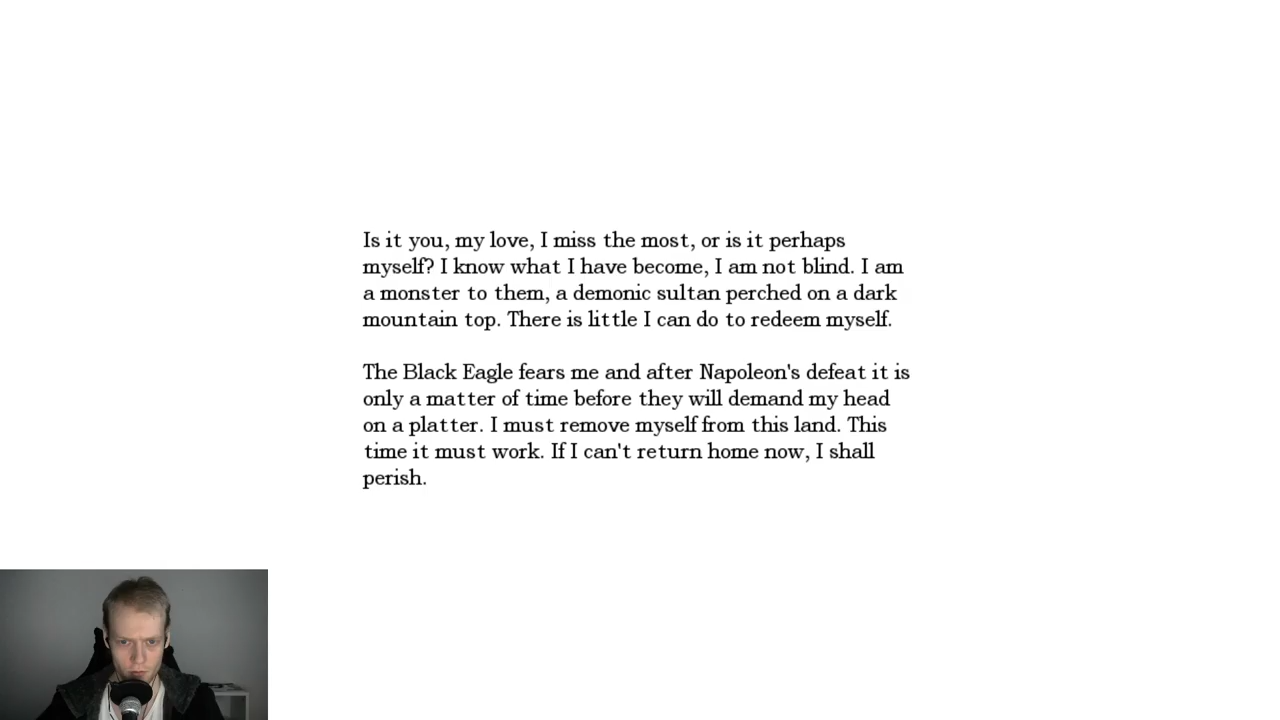 Is it you, my love, I miss the most, or is it perhaps
myself? I know what I have become, I am not blind. I am
a monster to them, a demonic sultan perched on a dark
mountain top. There is little I can do to redeem myself.
The Black Eagle fears me and after Napoleon's defeat it is
only a matter of time before they will demand my head
on a platter. I must remove myself from this land. This
time it must work. If I can't return home now, I shall
perish.